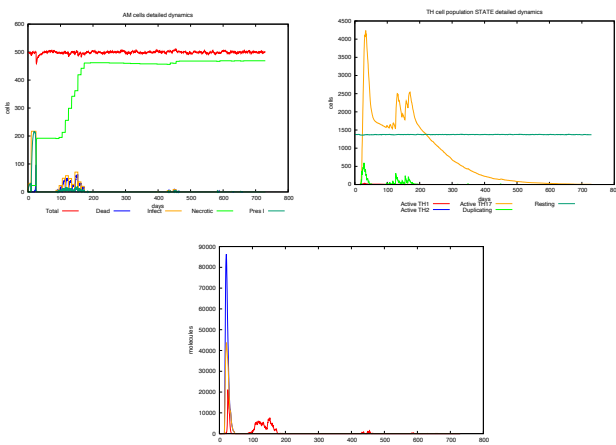 AM cells detailed dynamics
600
500
400
300
200
100
0
cells
0 100 200 300 400 500 600 700 800
days
Total Dead Infect Necrotic Pres I
TH cell population STATE detailed dynamics
4500
4000
3500
3000
2500
2000
1500
1000
500
0
cells
0 100 200 300 400 500 600 700 800
days
Active TH1 Active TH17 Resting
Active TH2 Duplicating
90000
80000
70000
60000
50000
40000
30000
20000
10000
0
molecules
0 100 200 300 400 500 600 700 800